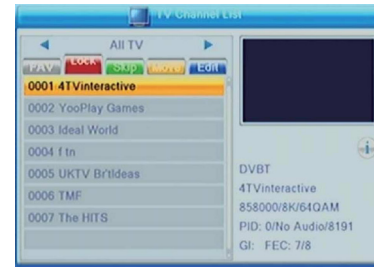 TV Channel List
All TV
FAV Lock Skip Move Edit
0001 4TVinteractive
0002 YooPlay Games
0003 Ideal World
0004 f tn
0005 UKTV Br'tIdeas
0006 TMF
0007 The HITS
DVBT
4TVinteractive
858000/8K/64QAM
PID: 0/No Audio/8191
GI: FEC: 7/8